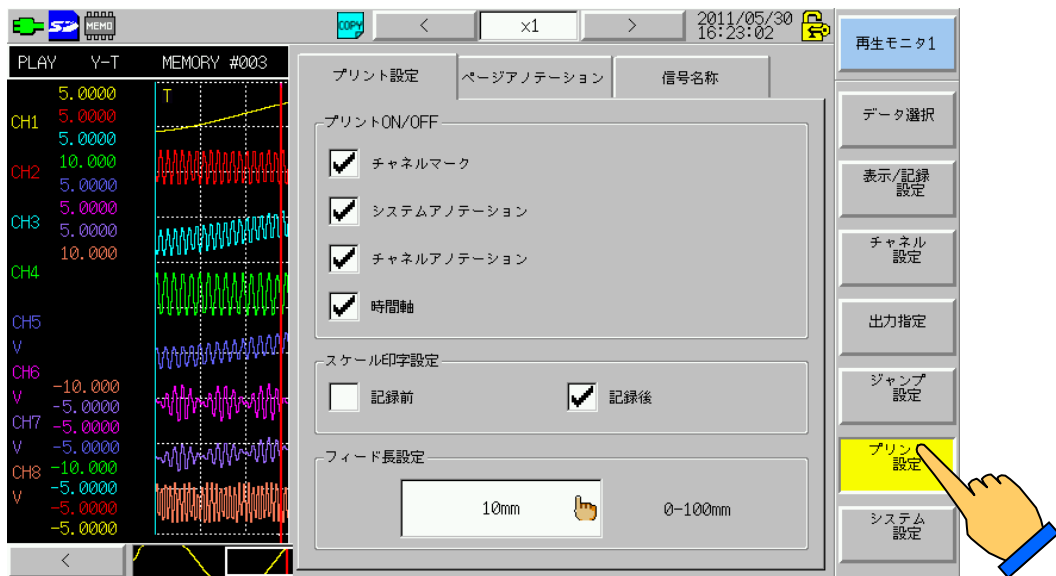 SD
MEMO
COPY
<
×1
>
2011/05/30
16:23:02
再生モニタ1
PLAY Y-T MEMORY #003
プリント設定
ページアノテーション
信号名称
5.0000
T
CH1 5.0000
5.0000
10.000
CH2
5.0000
5.0000
CH3
5.0000
10.000
CH4
CH5
V
CH6
-10.000
V
-5.0000
CH7
-5.0000
V -5.0000
CH8 -10.000
V -5.0000
-5.0000
-5.0000
<
プリントON/OFF
チャネルマーク
システムアノテーション
チャネルアノテーション
時間軸
スケール印字設定
記録前
記録後
フィード長設定
10mm
0-100mm
データ選択
表示/記録
設定
チャネル
設定
出力指定
ジャンプ
設定
プリント
設定
システム
設定